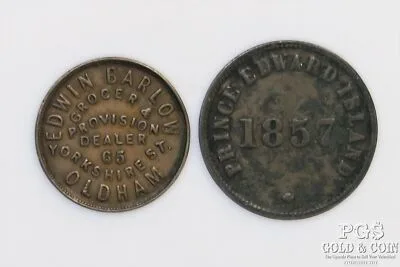 EDWIN BARLOW
GROCER &
PROVISION
DEALER
65
YORKSHIRE ST.
OLDHAM
PRINCE EDWARD ISLAND
1857
PGS
GOLD & COIN